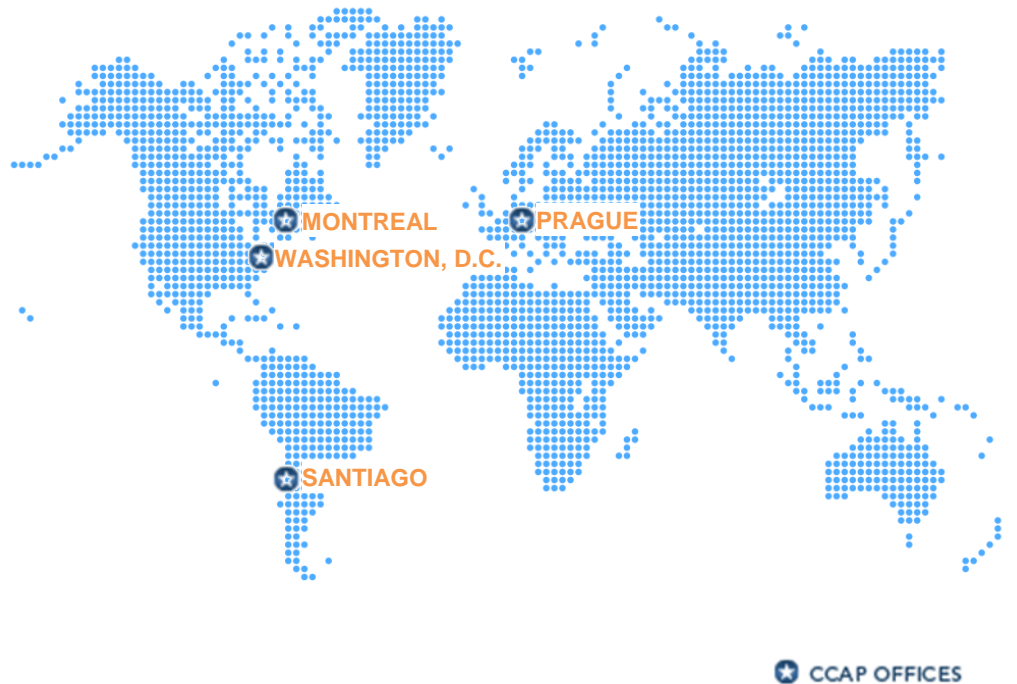 MONTREAL
PRAGUE
WASHINGTON, D.C.
SANTIAGO
CCAP OFFICES